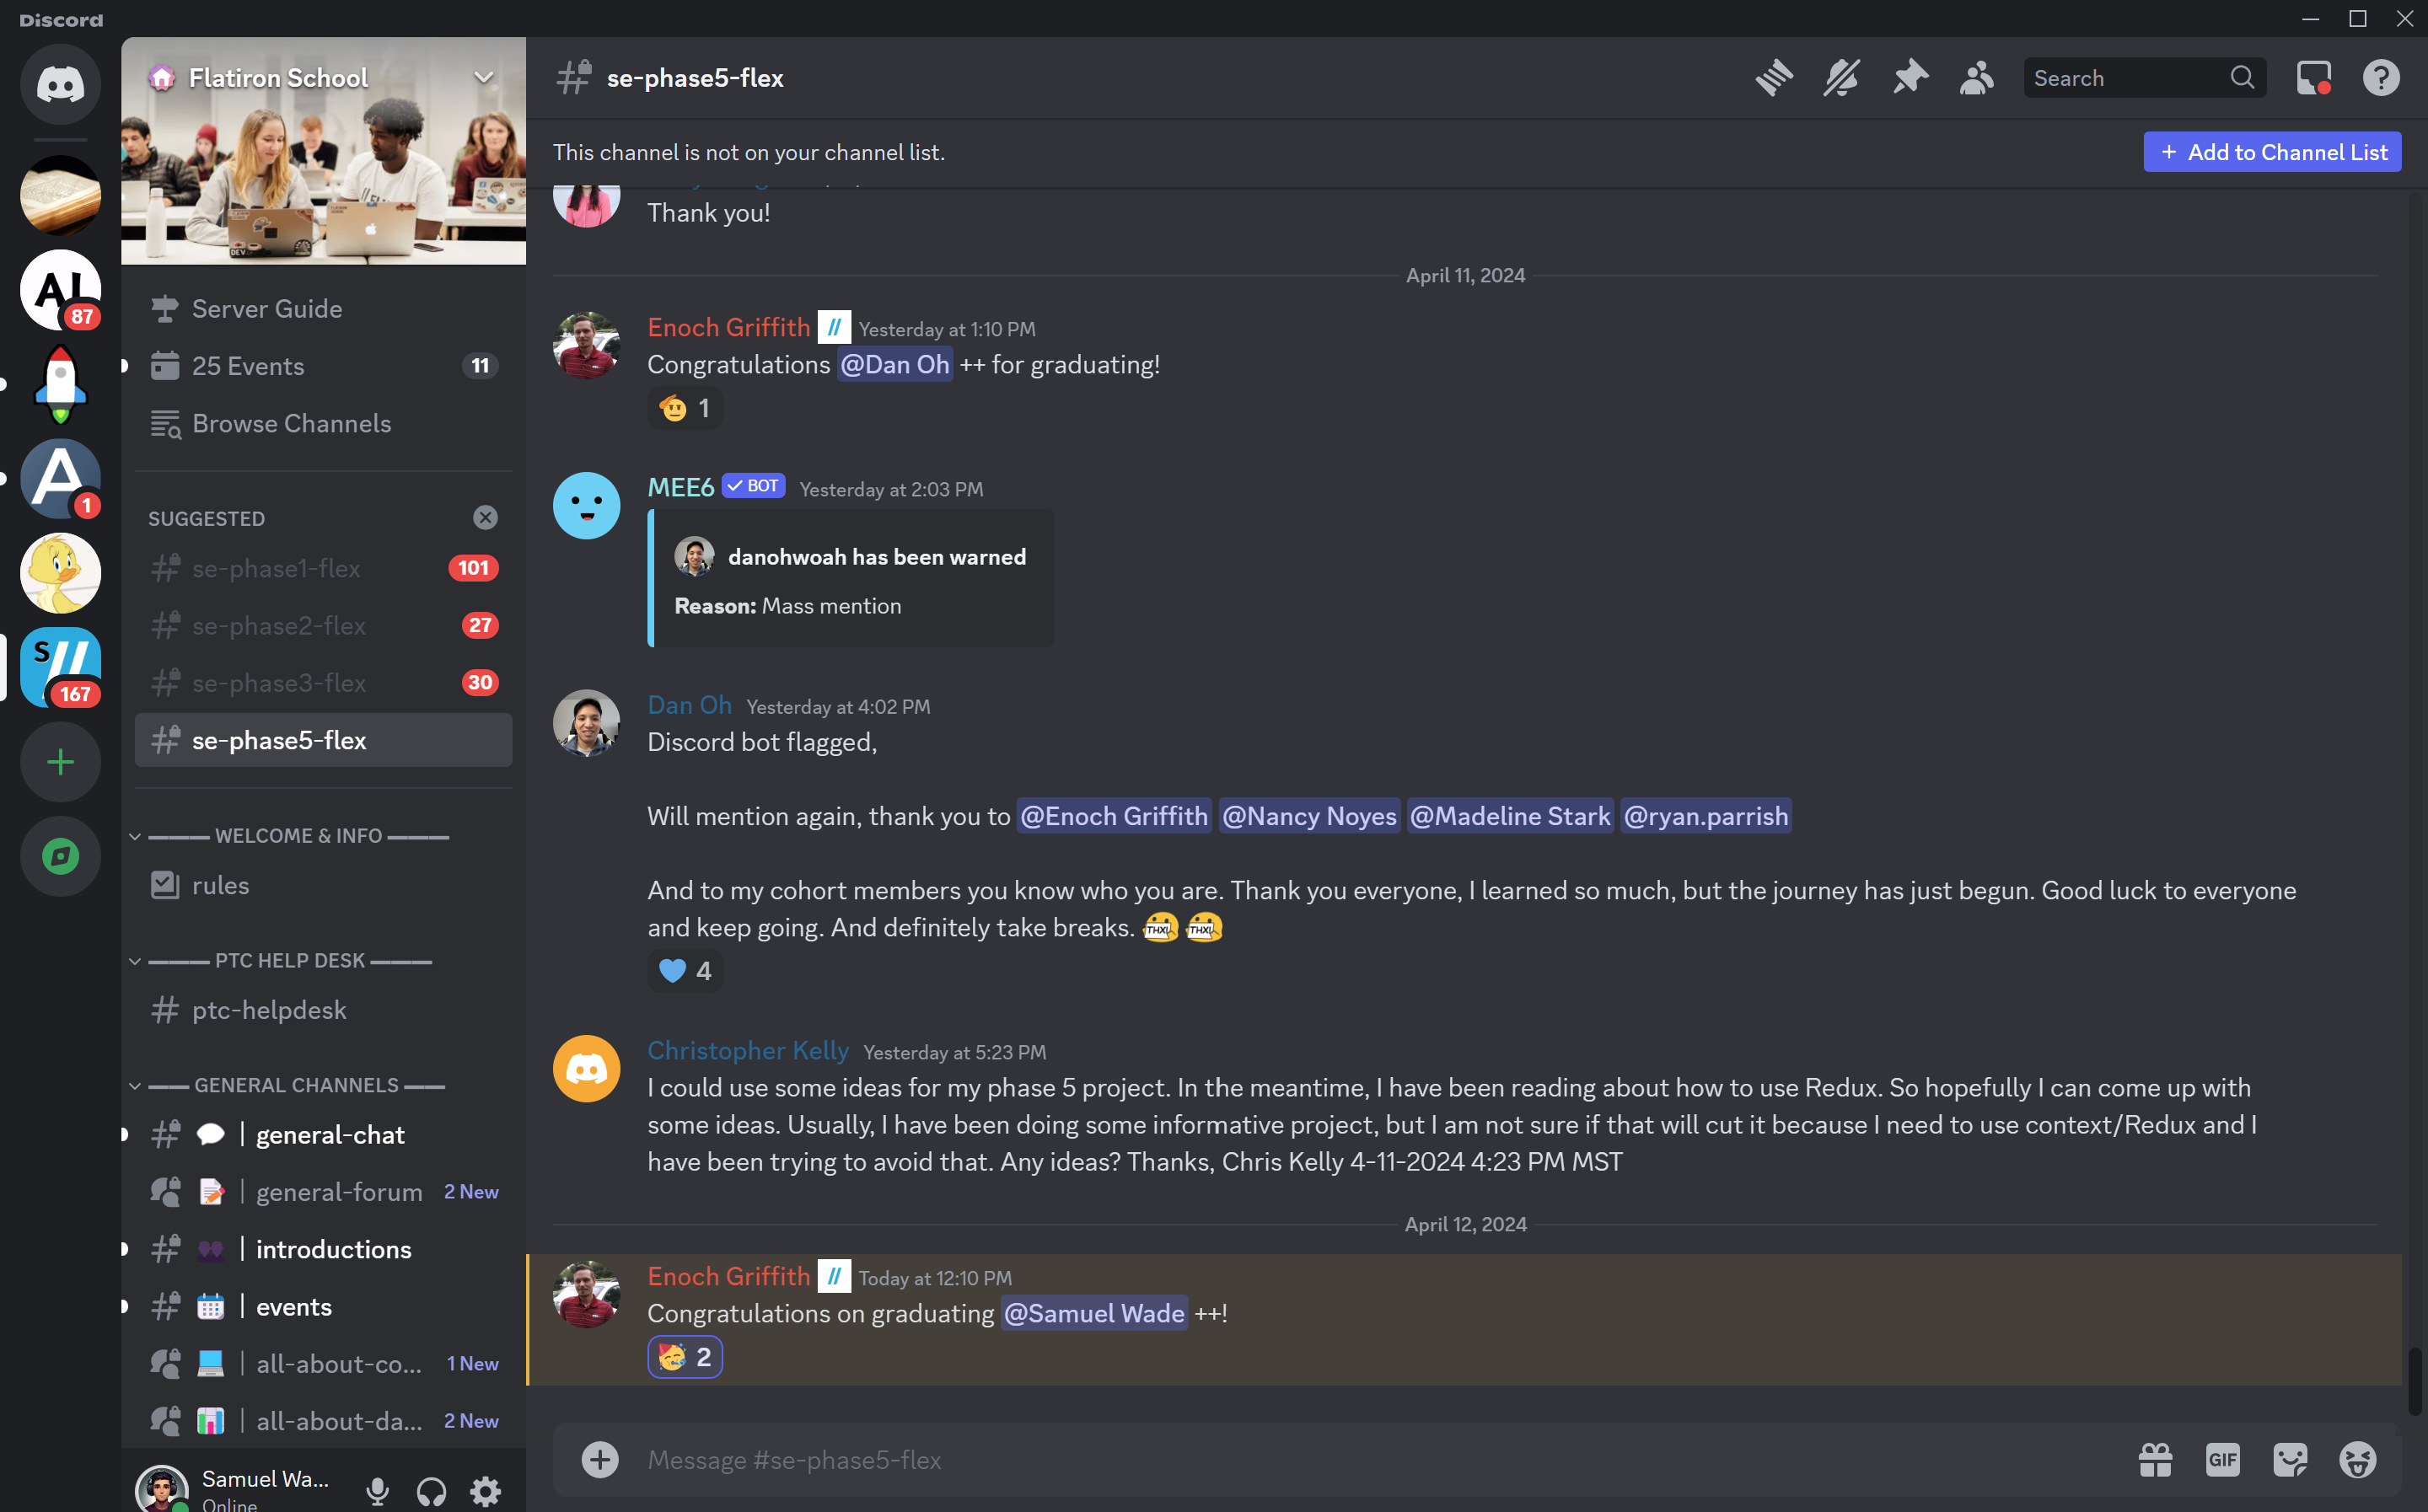 Discord
Flatiron School
Server Guide
25 Events
11
Browse Channels
SUGGESTED
se-phase1-flex
101
se-phase2-flex
27
se-phase3-flex
30
se-phase5-flex
WELCOME & INFO
rules
PTC HELP DESK
ptc-helpdesk
GENERAL CHANNELS
general-chat
general-forum
2 New
introductions
events
all-about-co...
1 New
all-about-da...
2 New
Samuel Wa...
Online
AI
87
A
1
S //
167
se-phase5-flex
Search
This channel is not on your channel list.
+ Add to Channel List
Thank you!
April 11, 2024
Enoch Griffith // Yesterday at 1:10 PM
Congratulations @Dan Oh ++ for graduating!
1
MEE6 ✓ BOT Yesterday at 2:03 PM
danohwoah has been warned
Reason: Mass mention
Dan Oh Yesterday at 4:02 PM
Discord bot flagged,
Will mention again, thank you to @Enoch Griffith @Nancy Noyes @Madeline Stark @ryan.parrish
And to my cohort members you know who you are. Thank you everyone, I learned so much, but the journey has just begun. Good luck to everyone
and keep going. And definitely take breaks. THX THX
4
Christopher Kelly Yesterday at 5:23 PM
I could use some ideas for my phase 5 project. In the meantime, I have been reading about how to use Redux. So hopefully I can come up with
some ideas. Usually, I have been doing some informative project, but I am not sure if that will cut it because I need to use context/Redux and I
have been trying to avoid that. Any ideas? Thanks, Chris Kelly 4-11-2024 4:23 PM MST
April 12, 2024
Enoch Griffith // Today at 12:10 PM
Congratulations on graduating @Samuel Wade ++!
2
Message #se-phase5-flex
GIF